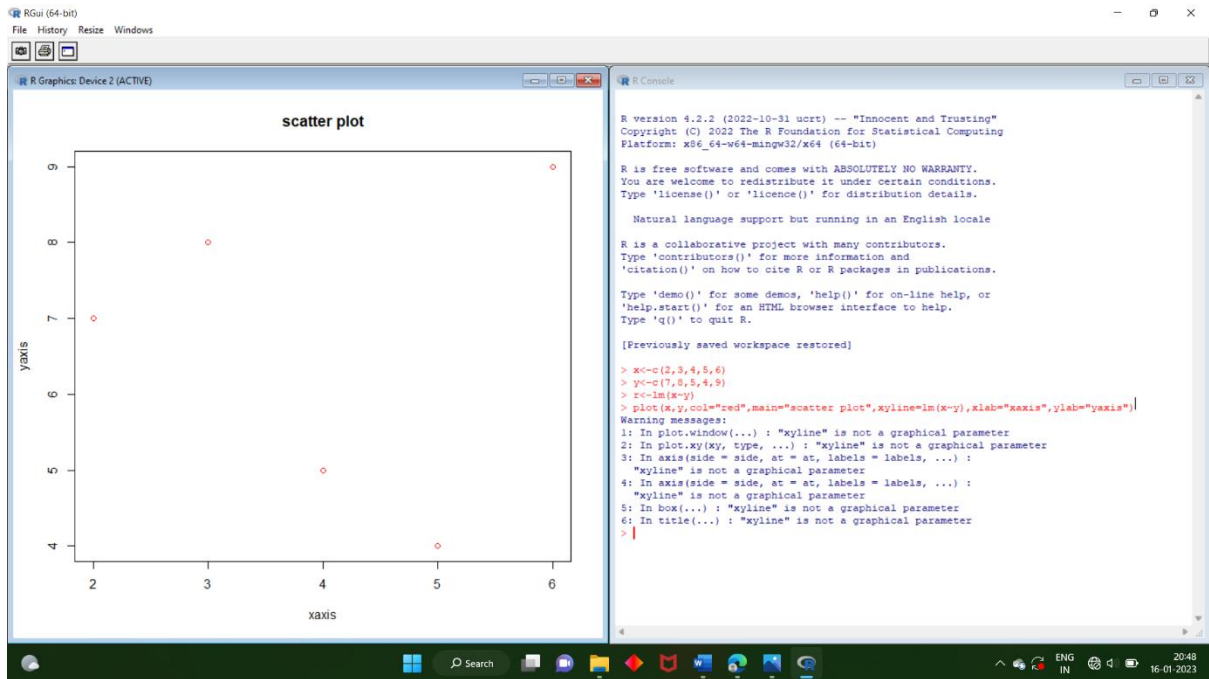 RGui (64-bit)
File History Resize Windows
R Graphics: Device 2 (ACTIVE)
scatter plot
yaxis
9
8
7
6
5
4
2 3 4 5 6
xaxis
R Console
R version 4.2.2 (2022-10-31 ucrt) -- "Innocent and Trusting"
Copyright (C) 2022 The R Foundation for Statistical Computing
Platform: x86_64-w64-mingw32/x64 (64-bit)
R is free software and comes with ABSOLUTELY NO WARRANTY.
You are welcome to redistribute it under certain conditions.
Type 'license()' or 'licence()' for distribution details.
Natural language support but running in an English locale
R is a collaborative project with many contributors.
Type 'contributors()' for more information and
'citation()' on how to cite R or R packages in publications.
Type 'demo()' for some demos, 'help()' for on-line help, or
'help.start()' for an HTML browser interface to help.
Type 'q()' to quit R.
[Previously saved workspace restored]
> x<-c(2,3,4,5,6)
> y<-c(7,8,5,4,9)
> r<-lm(x~y)
> plot(x,y,col="red",main="scatter plot",xyline=lm(x~y),xlab="xaxis",ylab="yaxis")
Warning messages:
1: In plot.window(...) : "xyline" is not a graphical parameter
2: In plot.xy(xy, type, ...) : "xyline" is not a graphical parameter
3: In axis(side = side, at = at, labels = labels, ...) :
"xyline" is not a graphical parameter
4: In axis(side = side, at = at, labels = labels, ...) :
"xyline" is not a graphical parameter
5: In box(...) : "xyline" is not a graphical parameter
6: In title(...) : "xyline" is not a graphical parameter
>
Search
ENG
IN
20:48
16-01-2023